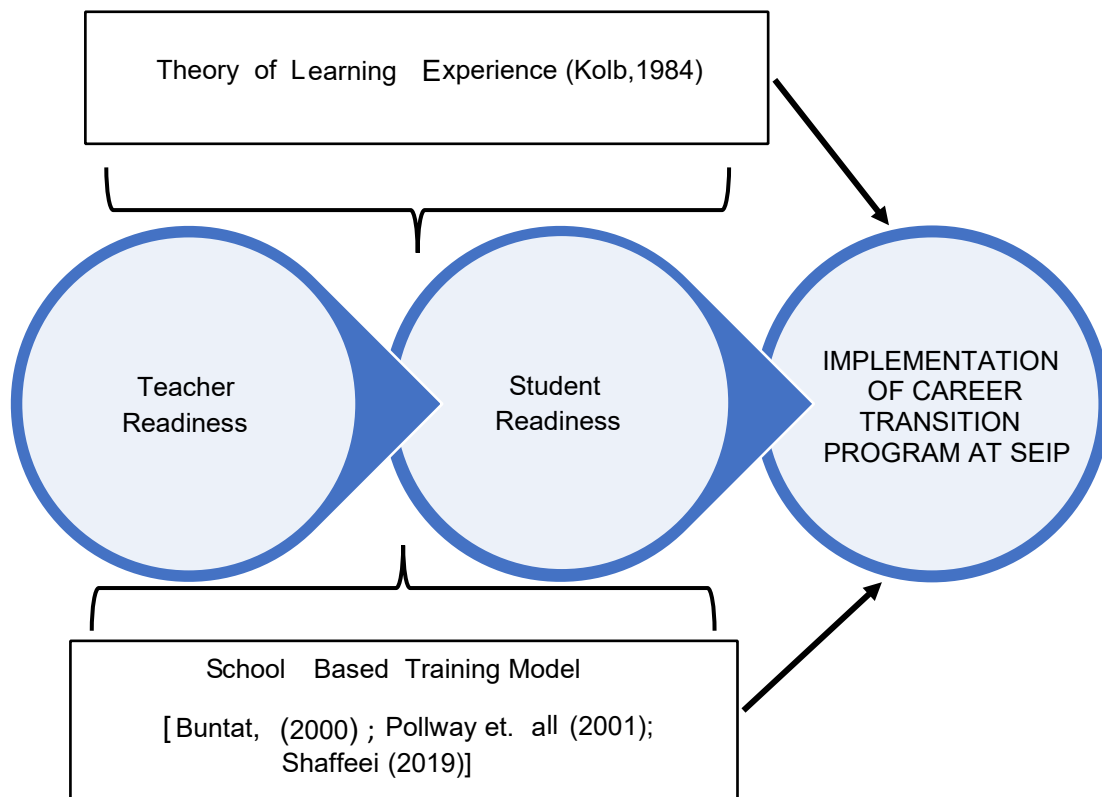 Theory of Learning Experience (Kolb,1984)
Teacher
Readiness
Student
Readiness
IMPLEMENTATION
OF CAREER
TRANSITION
PROGRAM AT SEIP
School Based Training Model
[Buntat, (2000) ; Pollway et. all (2001);
Shaffeei (2019)]